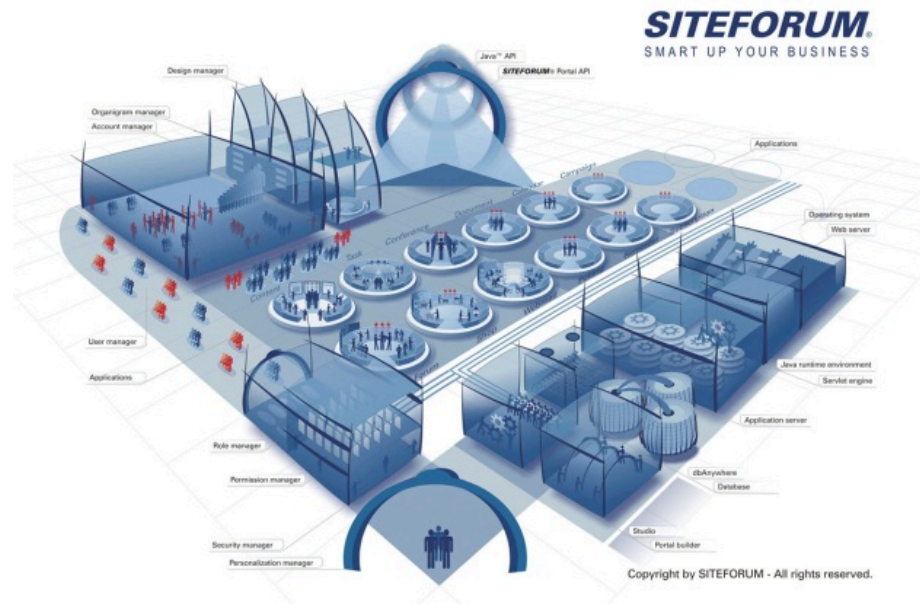 SITEFORUM®
SMART UP YOUR BUSINESS
Java™ API
SITEFORUM® Portal API
Design manager
Organigram manager
Account manager
Applications
Operating system
Web server
Campaign
Calendar
Document
Conference
Task
Content
Forum
User manager
Applications
Java runtime environment
Servlet engine
Application server
Role manager
Permission manager
dbAnywhere
Database
Studio
Portal builder
Security manager
Personalization manager
Copyright by SITEFORUM - All rights reserved.